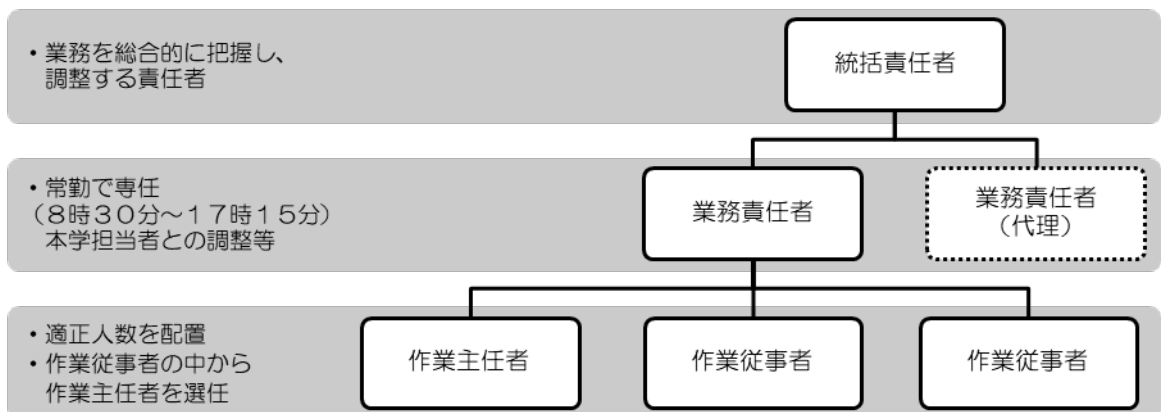 ・業務を総合的に把握し、
調整する責任者
統括責任者
・常勤で専任
(８時３０分～１７時１５分)
本学担当者との調整等
業務責任者
業務責任者
(代理)
・適正人数を配置
・作業従事者の中から
作業主任者を選任
作業主任者
作業従事者
作業従事者